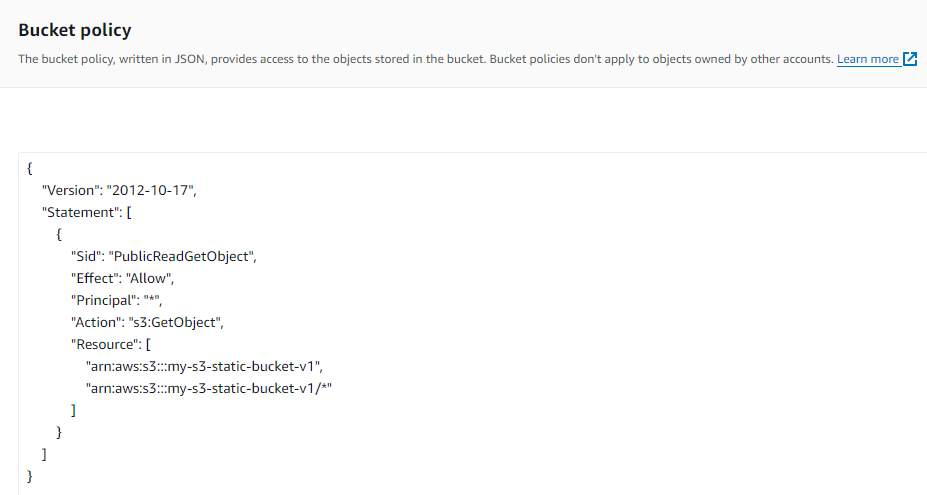 Bucket policy
The bucket policy, written in JSON, provides access to the objects stored in the bucket. Bucket policies don't apply to objects owned by other accounts. Learn more
{
    "Version": "2012-10-17",
    "Statement": [
        {
            "Sid": "PublicReadGetObject",
            "Effect": "Allow",
            "Principal": "*",
            "Action": "s3:GetObject",
            "Resource": [
                "arn:aws:s3:::my-s3-static-bucket-v1",
                "arn:aws:s3:::my-s3-static-bucket-v1/*"
            ]
        }
    ]
}